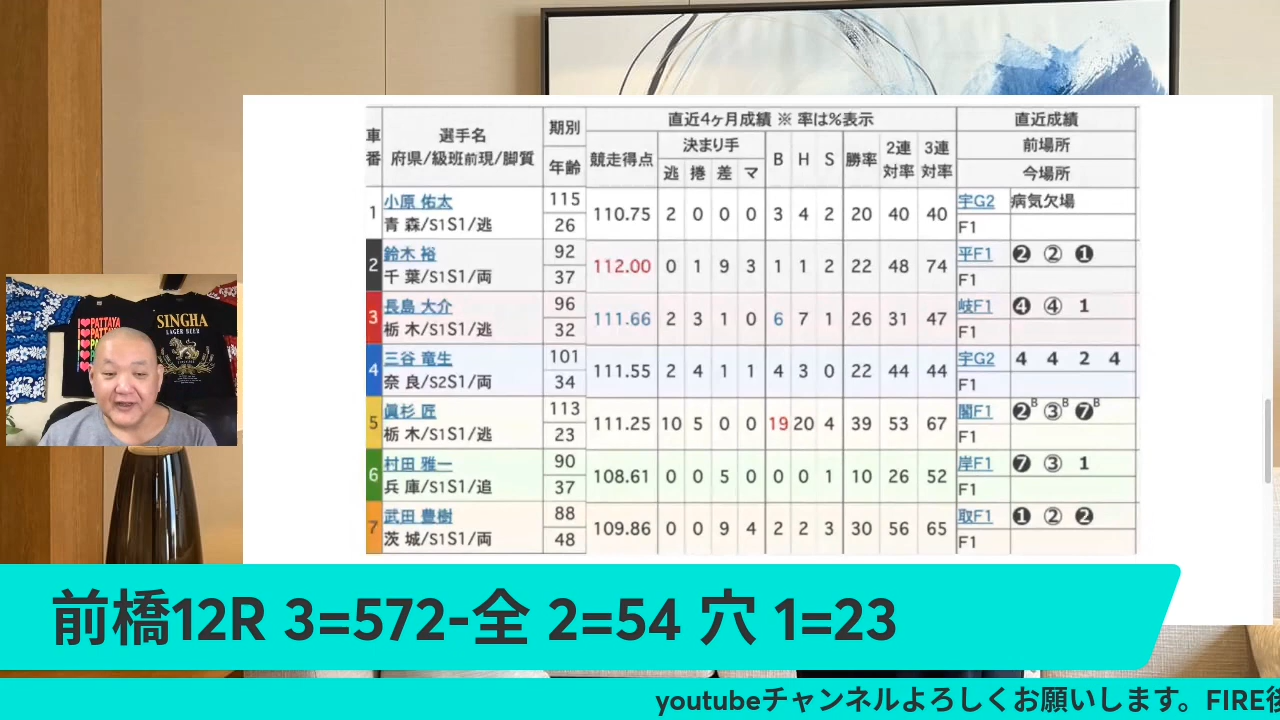 車番 選手名 府県/級班前現/脚質 期別 年齢 競走得点 直近4ヶ月成績 ※ 率は%表示 決まり手 逃 捲 差 マ B H S 勝率 2連対率 3連対率 直近成績 前場所 今場所
1 小原 佑太 115 110.75 2 0 0 0 3 4 2 20 40 40 宇G2 病気欠場
青 森/S1S1/逃 26 F1
2 鈴木 裕 92 112.00 0 1 9 3 1 1 2 22 48 74 平F1 ❷ ② ❶
千 葉/S1S1/両 37 F1
3 長島 大介 96 111.66 2 3 1 0 6 7 1 26 31 47 岐F1 ❹ ④ 1
栃 木/S1S1/逃 32 F1
4 三谷 竜生 101 111.55 2 4 1 1 4 3 0 22 44 44 宇G2 4 4 2 4
奈 良/S2S1/両 34 F1
5 眞杉 匠 113 111.25 10 5 0 0 19 20 4 39 53 67 閣F1 ❷B ③B ❼B
栃 木/S1S1/逃 23 F1
6 村田 雅一 90 108.61 0 0 5 0 0 0 1 10 26 52 岸F1 ❼ ③ 1
兵 庫/S1S1/追 37 F1
7 武田 豊樹 88 109.86 0 0 9 4 2 2 3 30 56 65 取F1 ❶ ② ❷
茨 城/S1S1/両 48 F1
I❤PATTAYA
SINGHA
LAGER BEER
前橋12R 3=572-全 2=54 穴 1=23
youtubeチャンネルよろしくお願いします。FIRE後